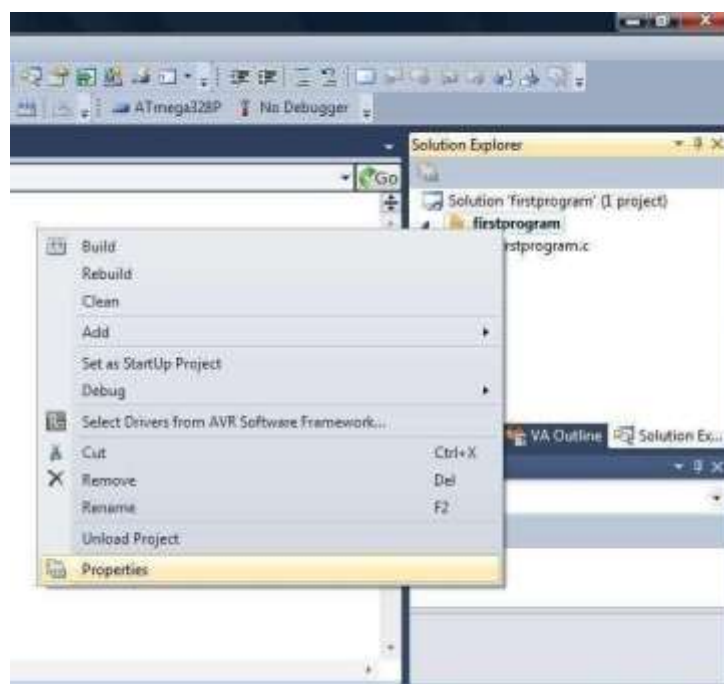 ATmega328P No Debugger
Solution Explorer
Go
Solution 'firstprogram' (1 project)
firstprogram
rstprogram.c
Build
Rebuild
Clean
Add
Set as StartUp Project
Debug
Select Drivers from AVR Software Framework...
Cut Ctrl+X
Remove Del
Rename F2
Unload Project
Properties
VA Outline Solution Ex...